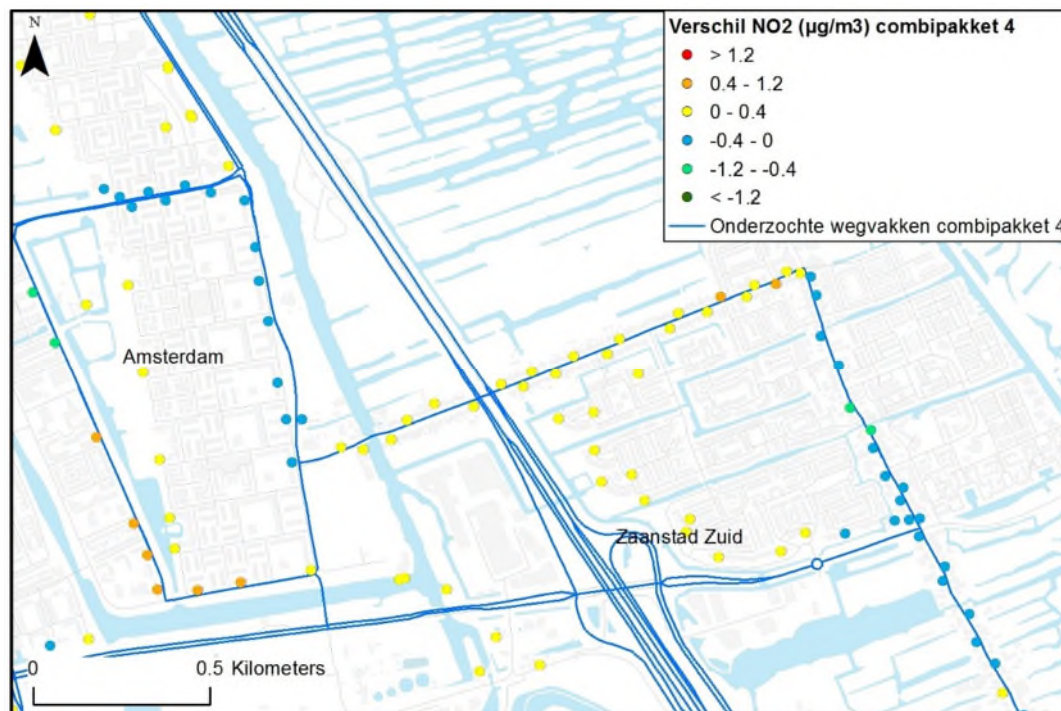 N
Verschil NO2 (µg/m3) combipakket 4
> 1.2
0.4 - 1.2
0 - 0.4
-0.4 - 0
-1.2 - -0.4
< -1.2
Onderzochte wegvakken combipakket 4
Amsterdam
Zaanstad Zuid
0 0.5 Kilometers